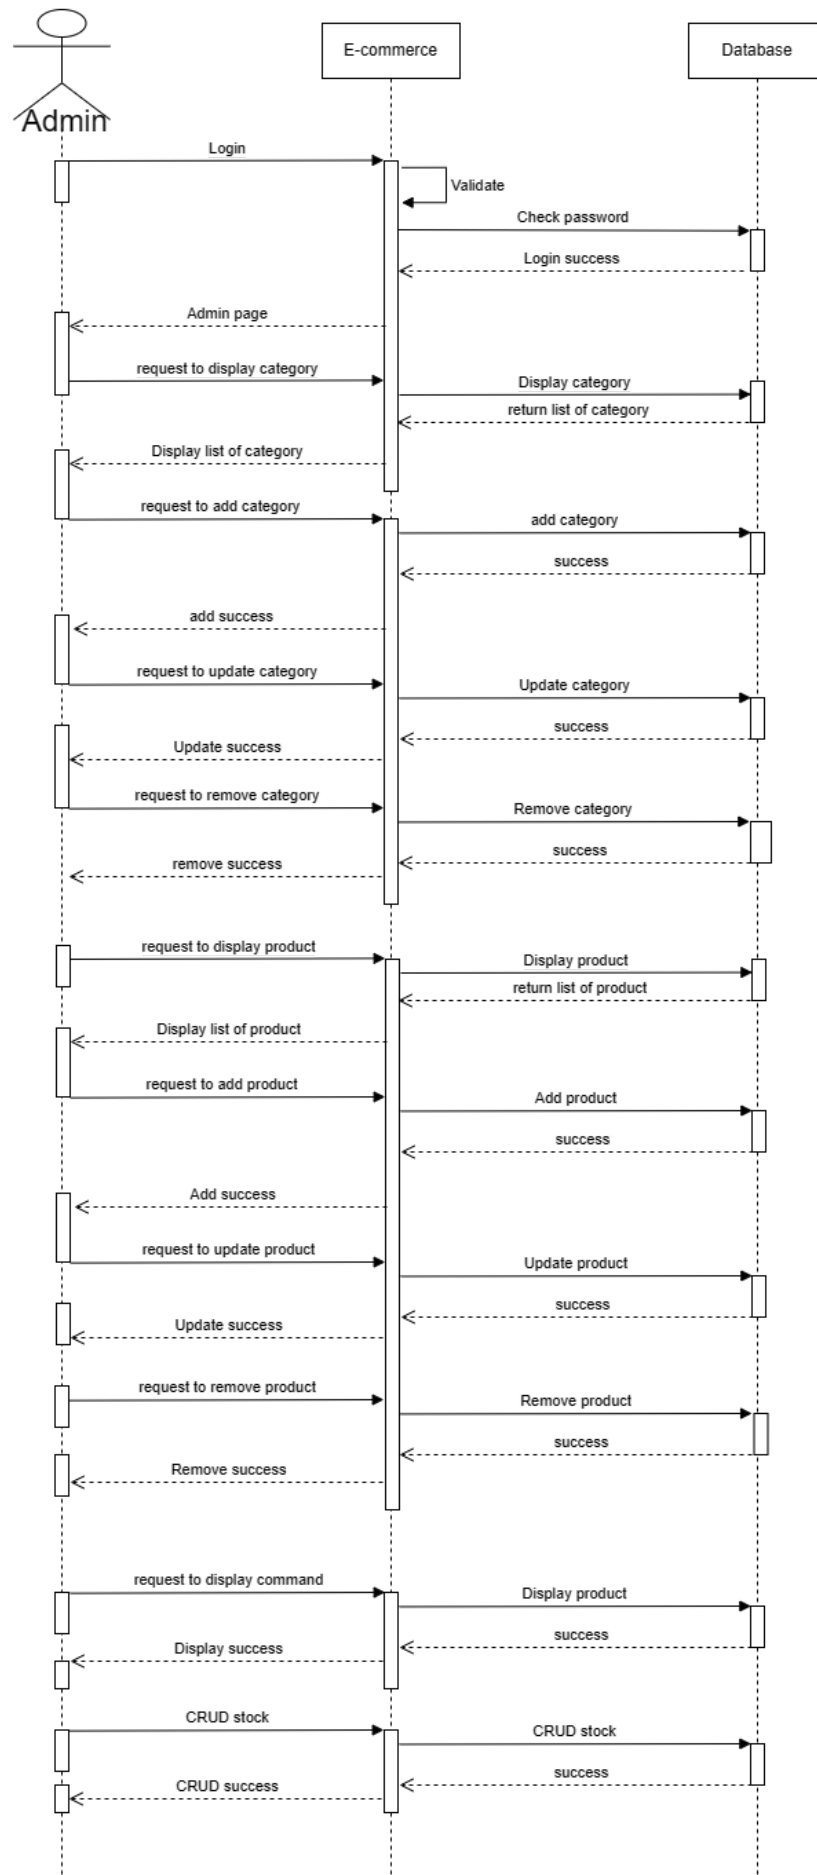 E-commerce
Database
Admin
Login
Validate
Check password
Login success
Admin page
request to display category
Display category
return list of category
Display list of category
request to add category
add category
success
add success
request to update category
Update category
success
Update success
request to remove category
Remove category
success
remove success
request to display product
Display product
return list of product
Display list of product
request to add product
Add product
success
Add success
request to update product
Update product
success
Update success
request to remove product
Remove product
success
Remove success
request to display command
Display product
success
Display success
CRUD stock
CRUD stock
success
CRUD success